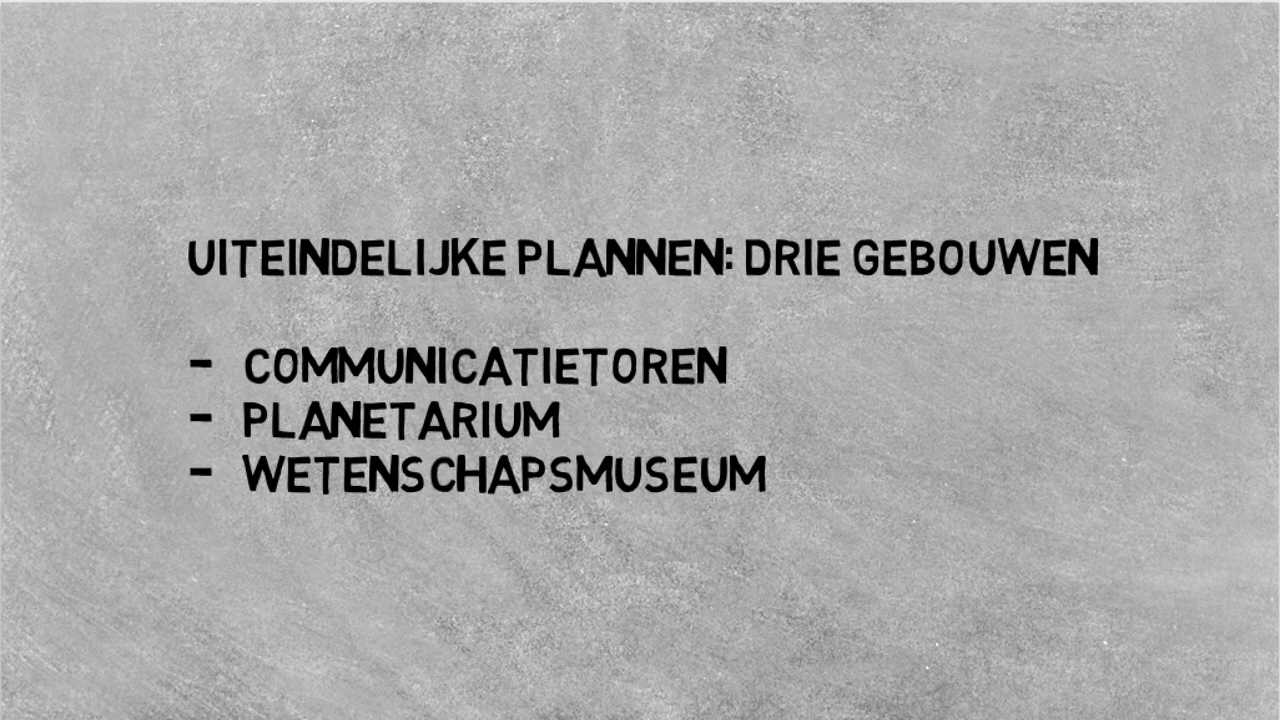 UITEINDELIJKE PLANNEN: DRIE GEBOUWEN
- COMMUNICATIETOREN
- PLANETARIUM
- WETENSCHAPSMUSEUM